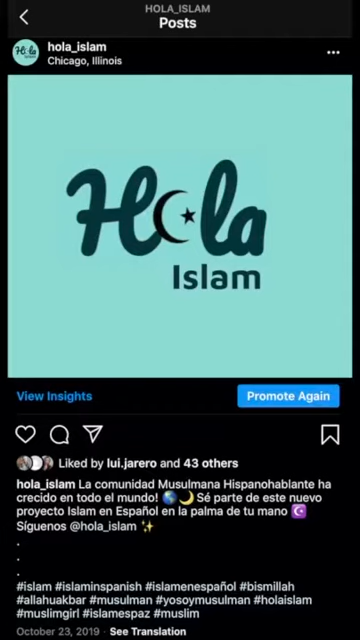 HOLA_ISLAM
Posts
Hola
Islam
hola_islam
Chicago, Illinois
Hola
Islam
View Insights
Promote Again
Liked by lui.jarero and 43 others
hola_islam La comunidad Musulmana Hispanohablante ha
crecido en todo el mundo! 🌎🌙 Sé parte de este nuevo
proyecto Islam en Español en la palma de tu mano ☪️
Síguenos @hola_islam ✨
.
.
.
#islam #islaminspanish #islamenespañol #bismillah
#allahuakbar #musulman #yosoymusulman #holaislam
#muslimgirl #islamespaz #muslim
October 23, 2019 · See Translation